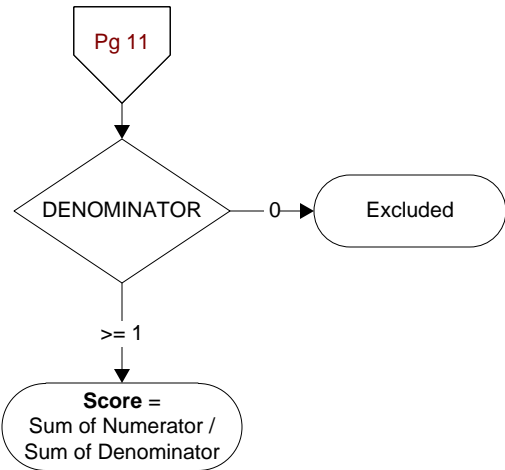 Pg 11
DENOMINATOR
0
Excluded
>= 1
Score =
Sum of Numerator /
Sum of Denominator